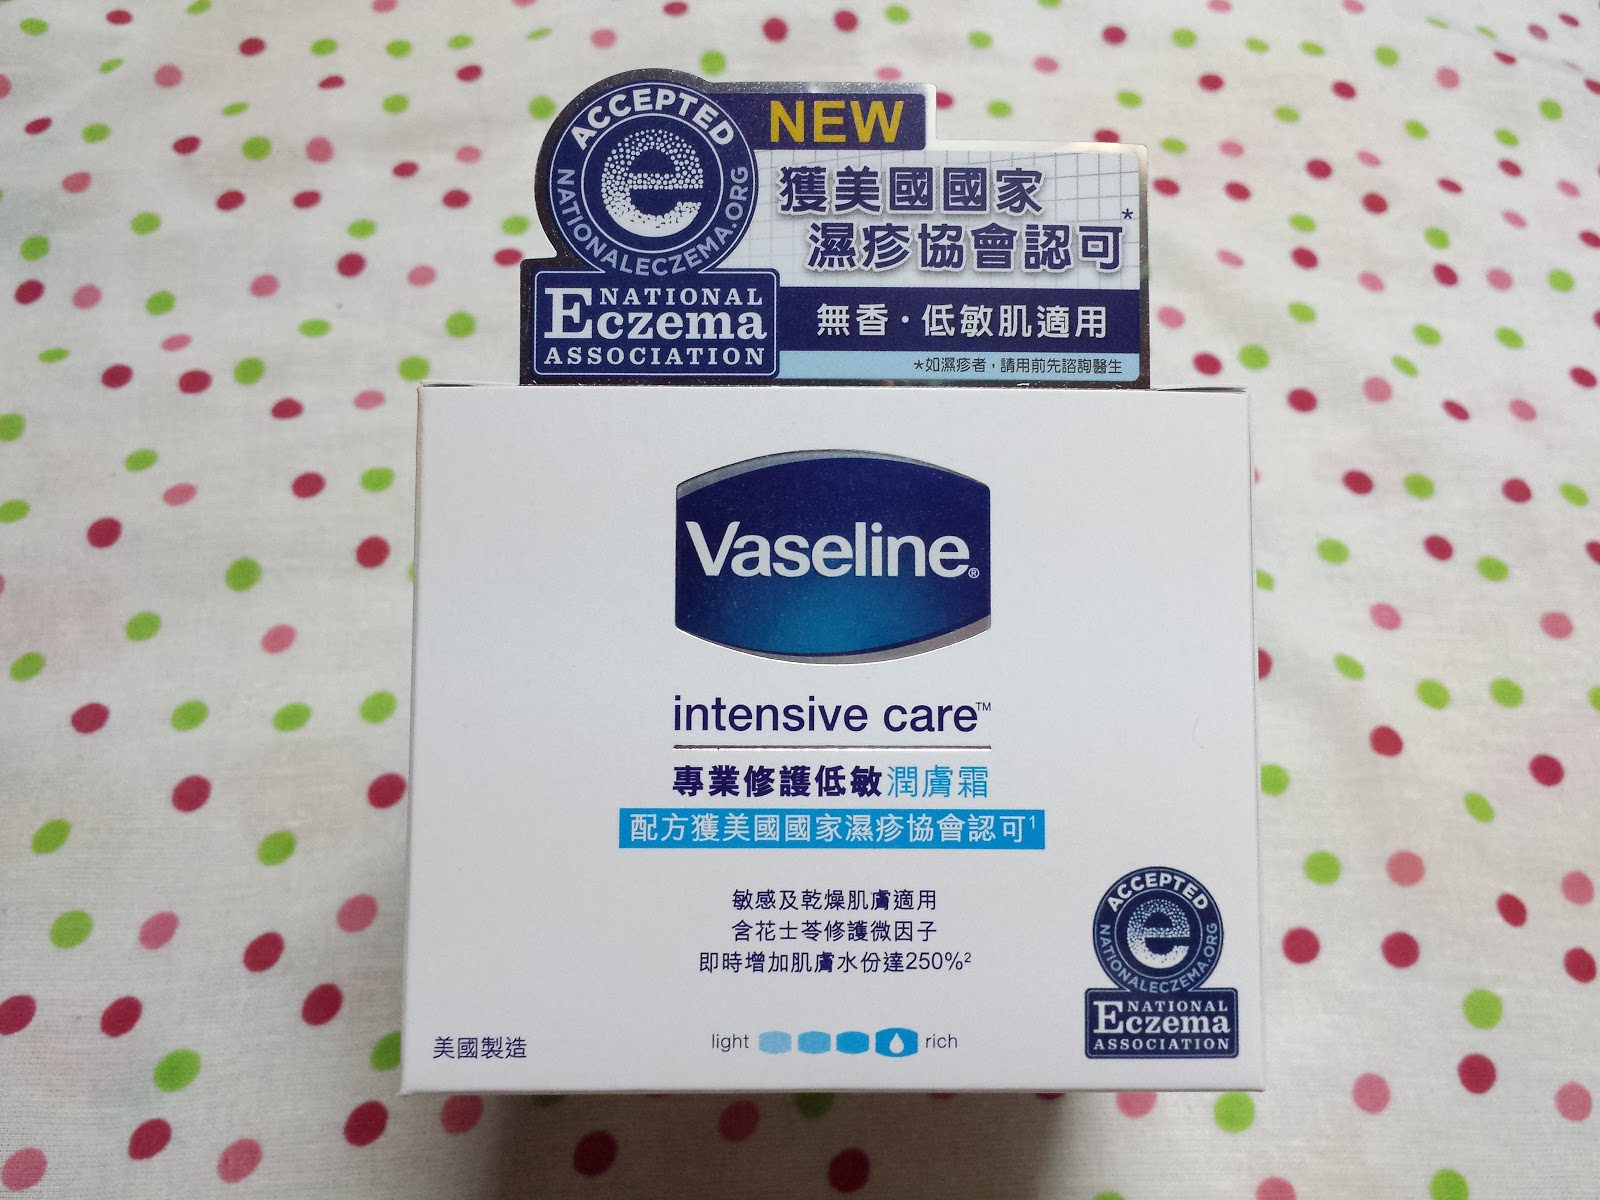 ACCEPTED
NATIONALECZEMA.ORG
NATIONAL
Eczema
ASSOCIATION
NEW
獲美國國家
濕疹協會認可*
無香·低敏肌適用
*如濕疹者，請用前先諮詢醫生
Vaseline®
intensive care™
專業修護低敏潤膚霜
配方獲美國國家濕疹協會認可¹
敏感及乾燥肌膚適用
含花士苓修護微因子
即時增加肌膚水份達250%²
light rich
美國製造
ACCEPTED
NATIONALECZEMA.ORG
NATIONAL
Eczema
ASSOCIATION